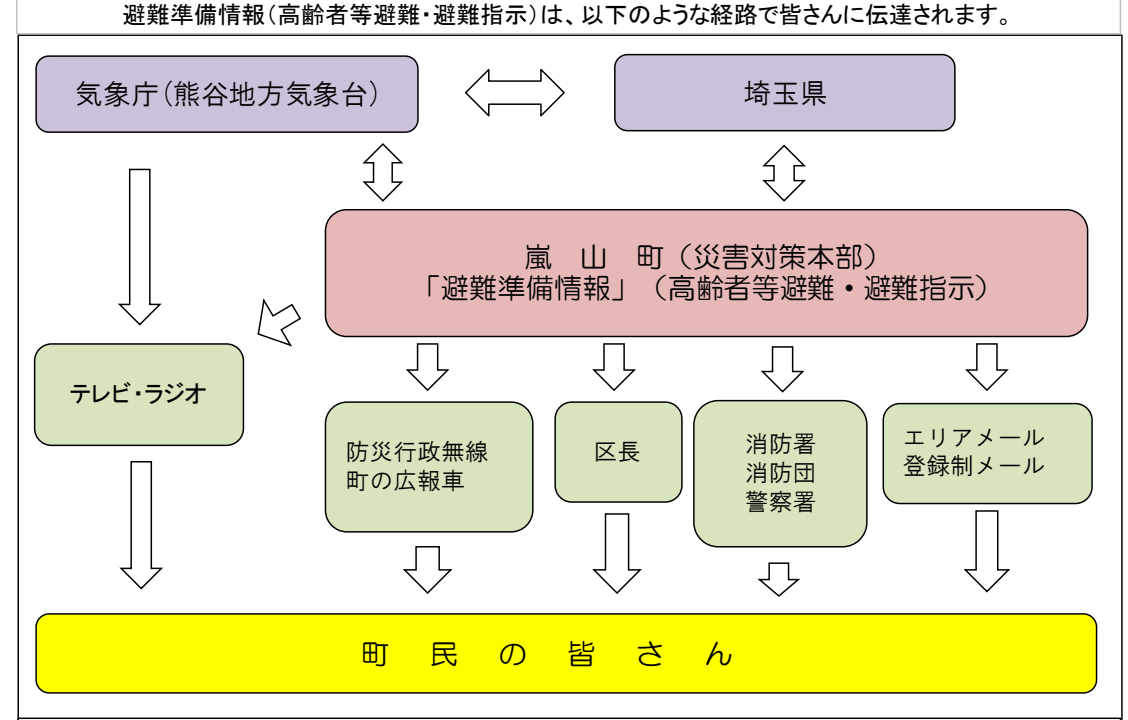 避難準備情報(高齢者等避難・避難指示)は、以下のような経路で皆さんに伝達されます。
気象庁(熊谷地方気象台)
埼玉県
嵐 山 町(災害対策本部)
「避難準備情報」(高齢者等避難・避難指示)
テレビ・ラジオ
防災行政無線
町の広報車
区長
消防署
消防団
警察署
エリアメール
登録制メール
町 民 の 皆 さ ん